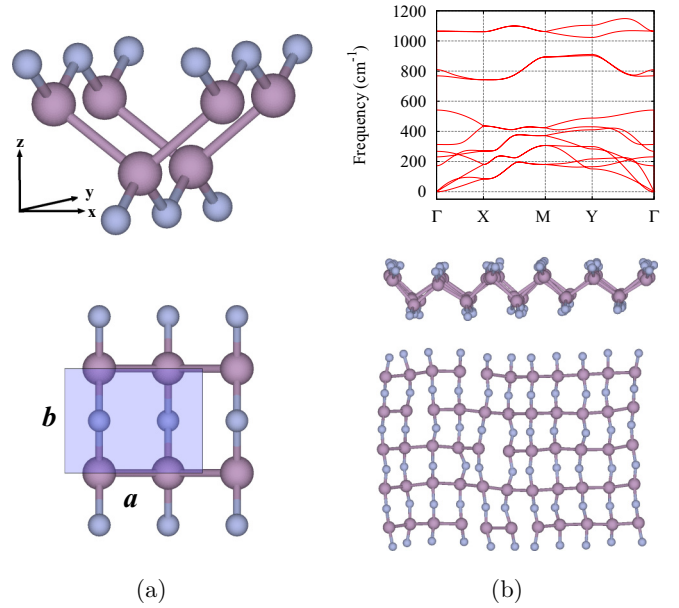 z
y
x
b
a
(a)
Frequency (cm⁻¹)
1200
1000
800
600
400
200
0
Γ X M Y Γ
(b)